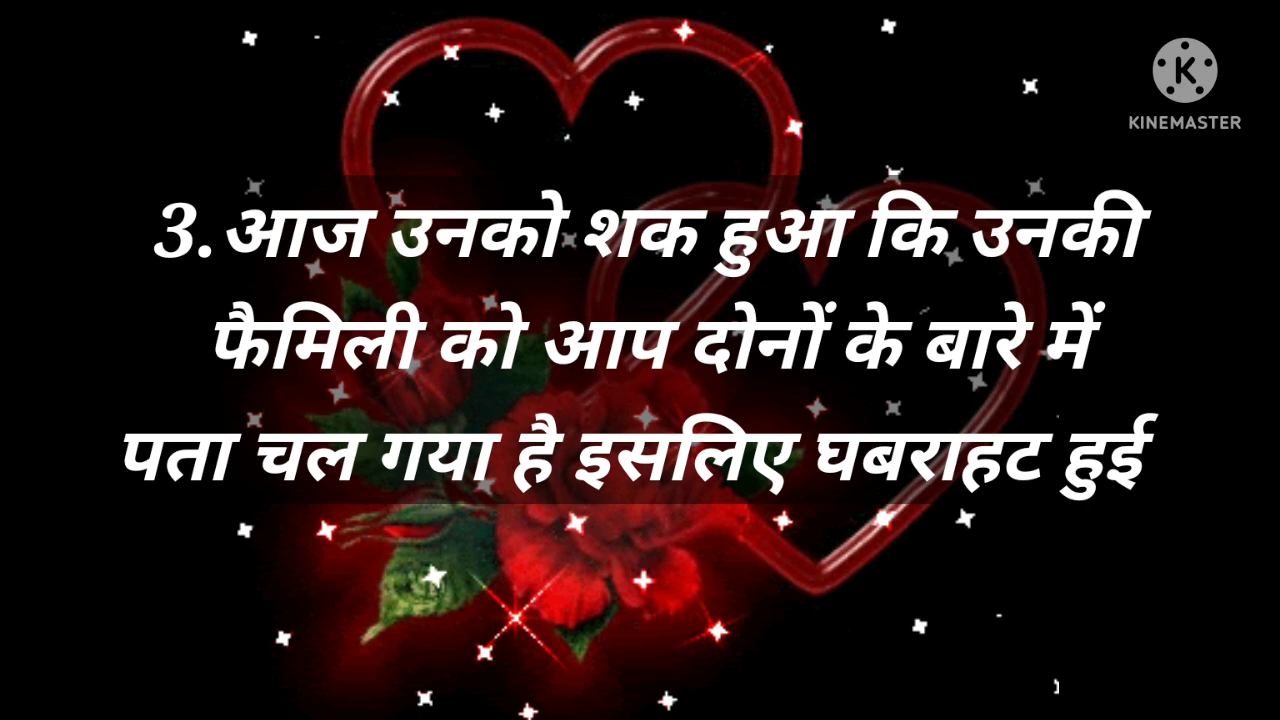 KINEMASTER
3. आज उनको शक हुआ कि उनकी
फैमिली को आप दोनों के बारे में
पता चल गया है इसलिए घबराहट हुई